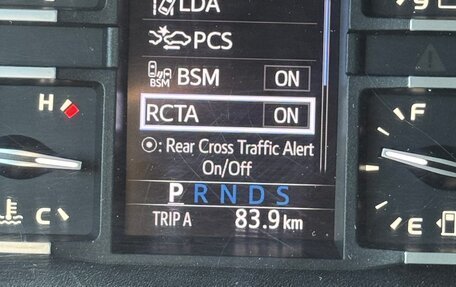 LDA
PCS
BSM BSM ON
RCTA ON
H
F
⦿: Rear Cross Traffic Alert
On/Off
P R N D S
C
E
TRIP A 83.9 km